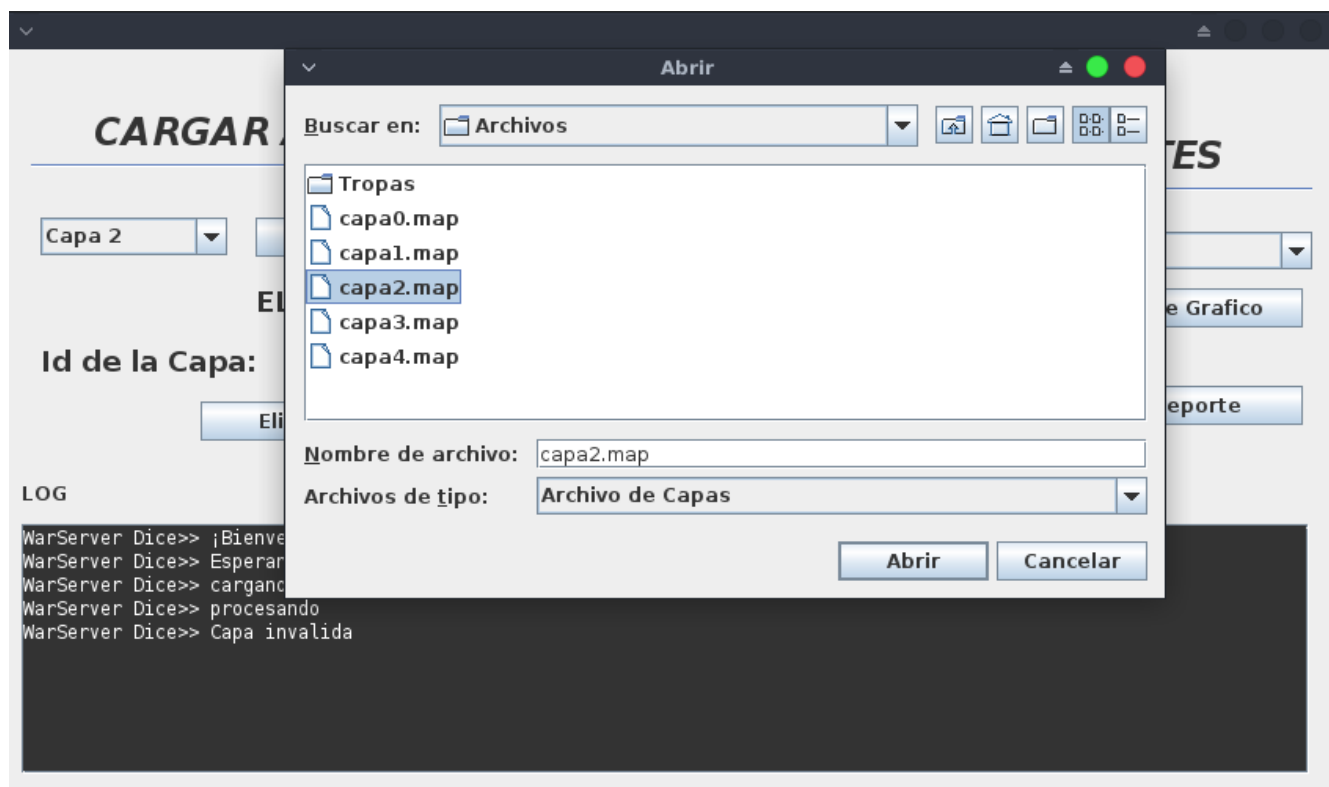 Abrir
CARGAR
TES
Buscar en: Archivos
Tropas
capa0.map
capa1.map
capa2.map
capa3.map
capa4.map
Capa 2
e Grafico
Id de la Capa:
eporte
Eli
Nombre de archivo: capa2.map
Archivos de tipo: Archivo de Capas
Abrir Cancelar
LOG
WarServer Dice>> ¡Bienve
WarServer Dice>> Esperar
WarServer Dice>> cargand
WarServer Dice>> procesando
WarServer Dice>> Capa invalida